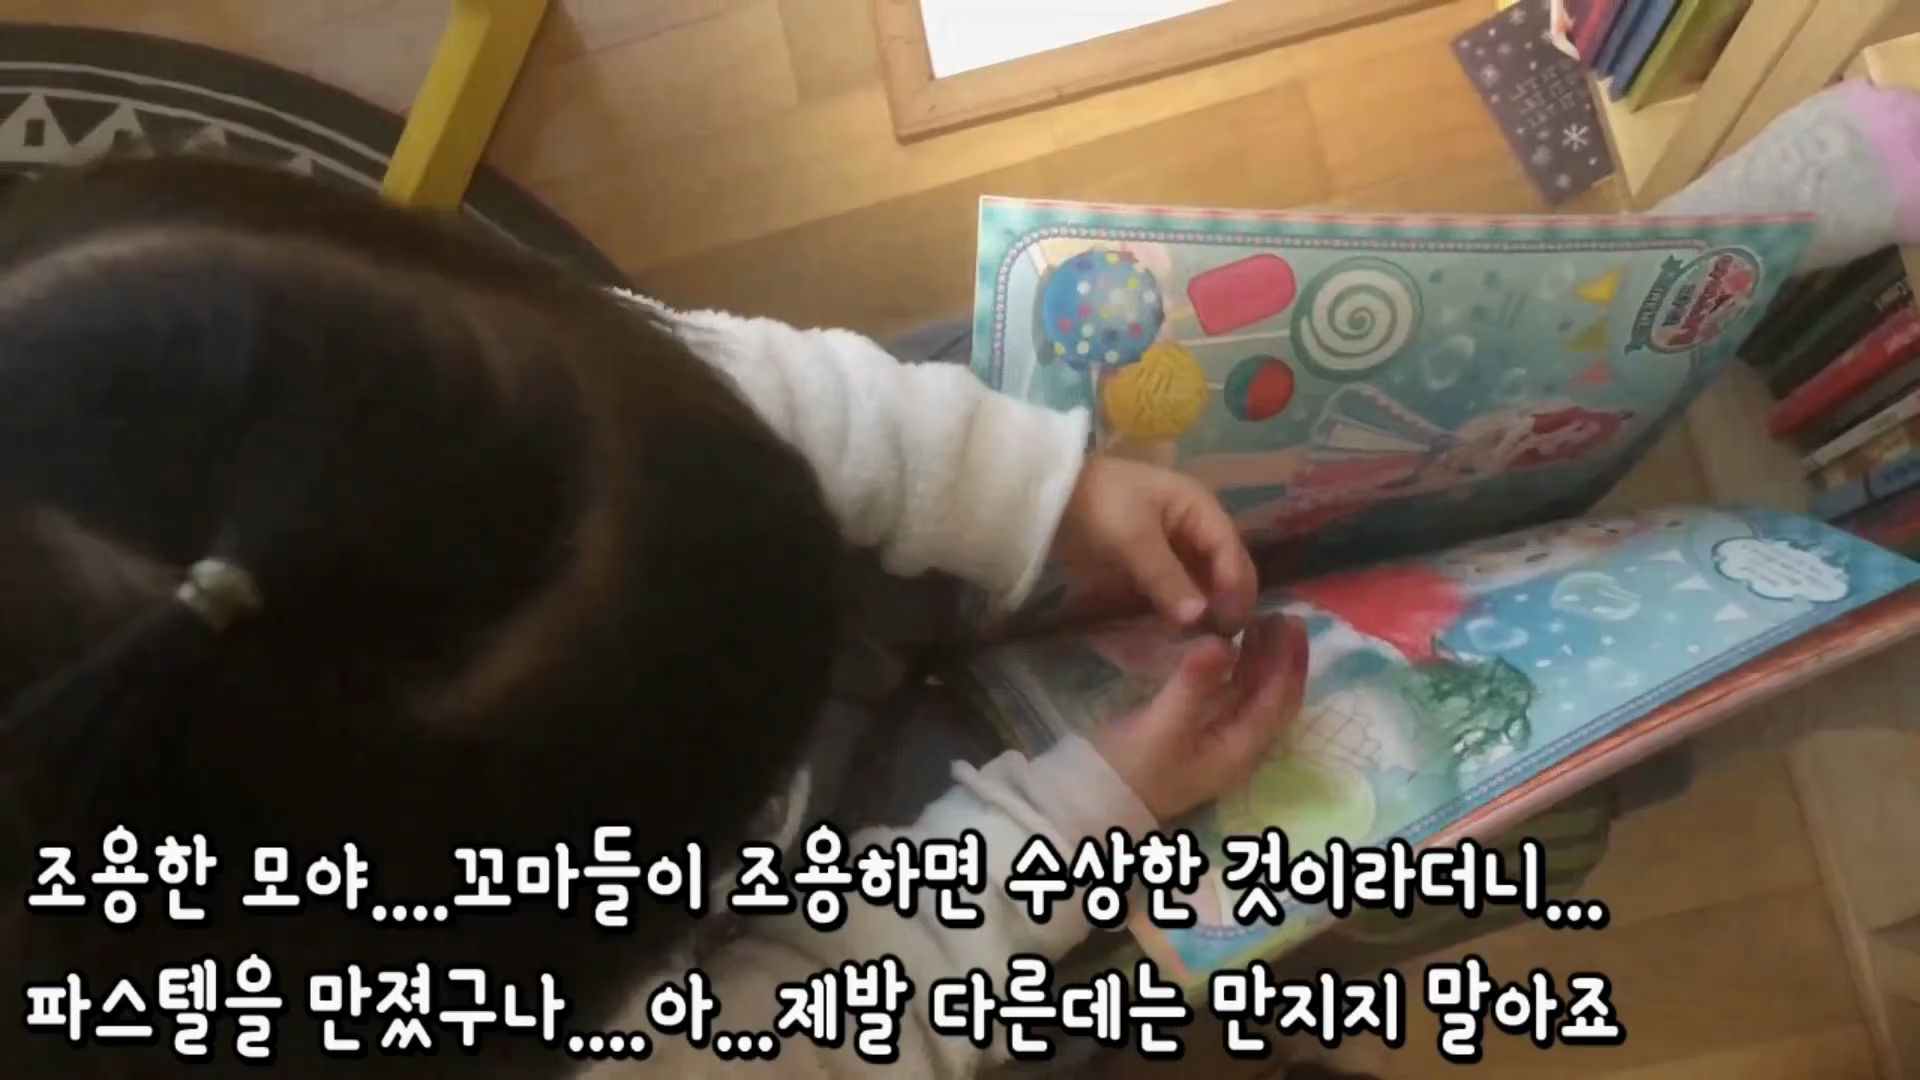 LET IT
조용한 모야....꼬마들이 조용하면 수상한 것이라더니...
파스텔을 만졌구나....아...제발 다른데는 만지지 말아죠